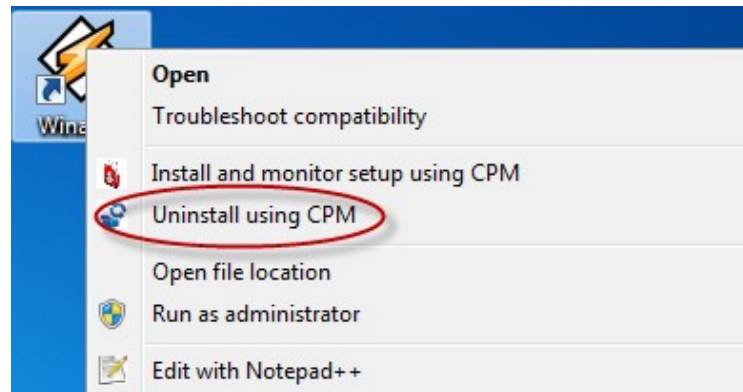 Open
Troubleshoot compatibility
Wina
Install and monitor setup using CPM
Uninstall using CPM
Open file location
Run as administrator
Edit with Notepad++